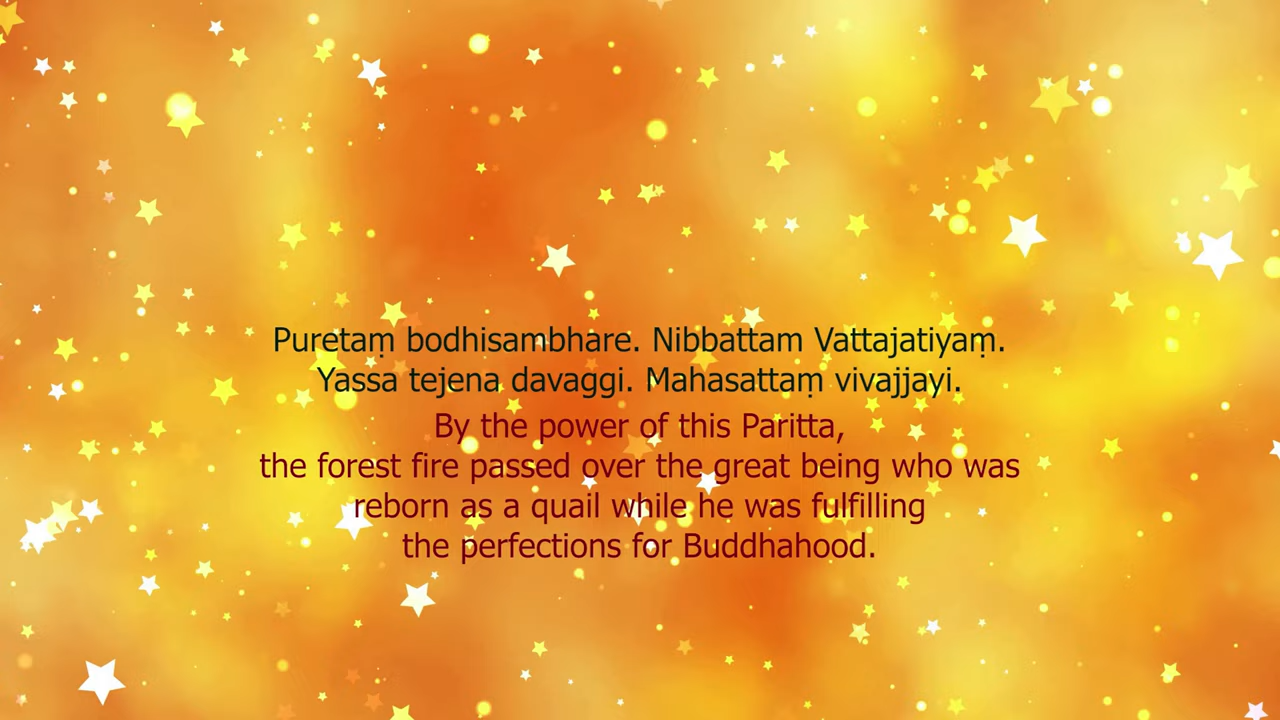 Puretaṃ bodhisambhare. Nibbattam Vattajatiyaṃ.
Yassa tejena davaggi. Mahasattaṃ vivajjayi.
By the power of this Paritta,
the forest fire passed over the great being who was
reborn as a quail while he was fulfilling
the perfections for Buddhahood.